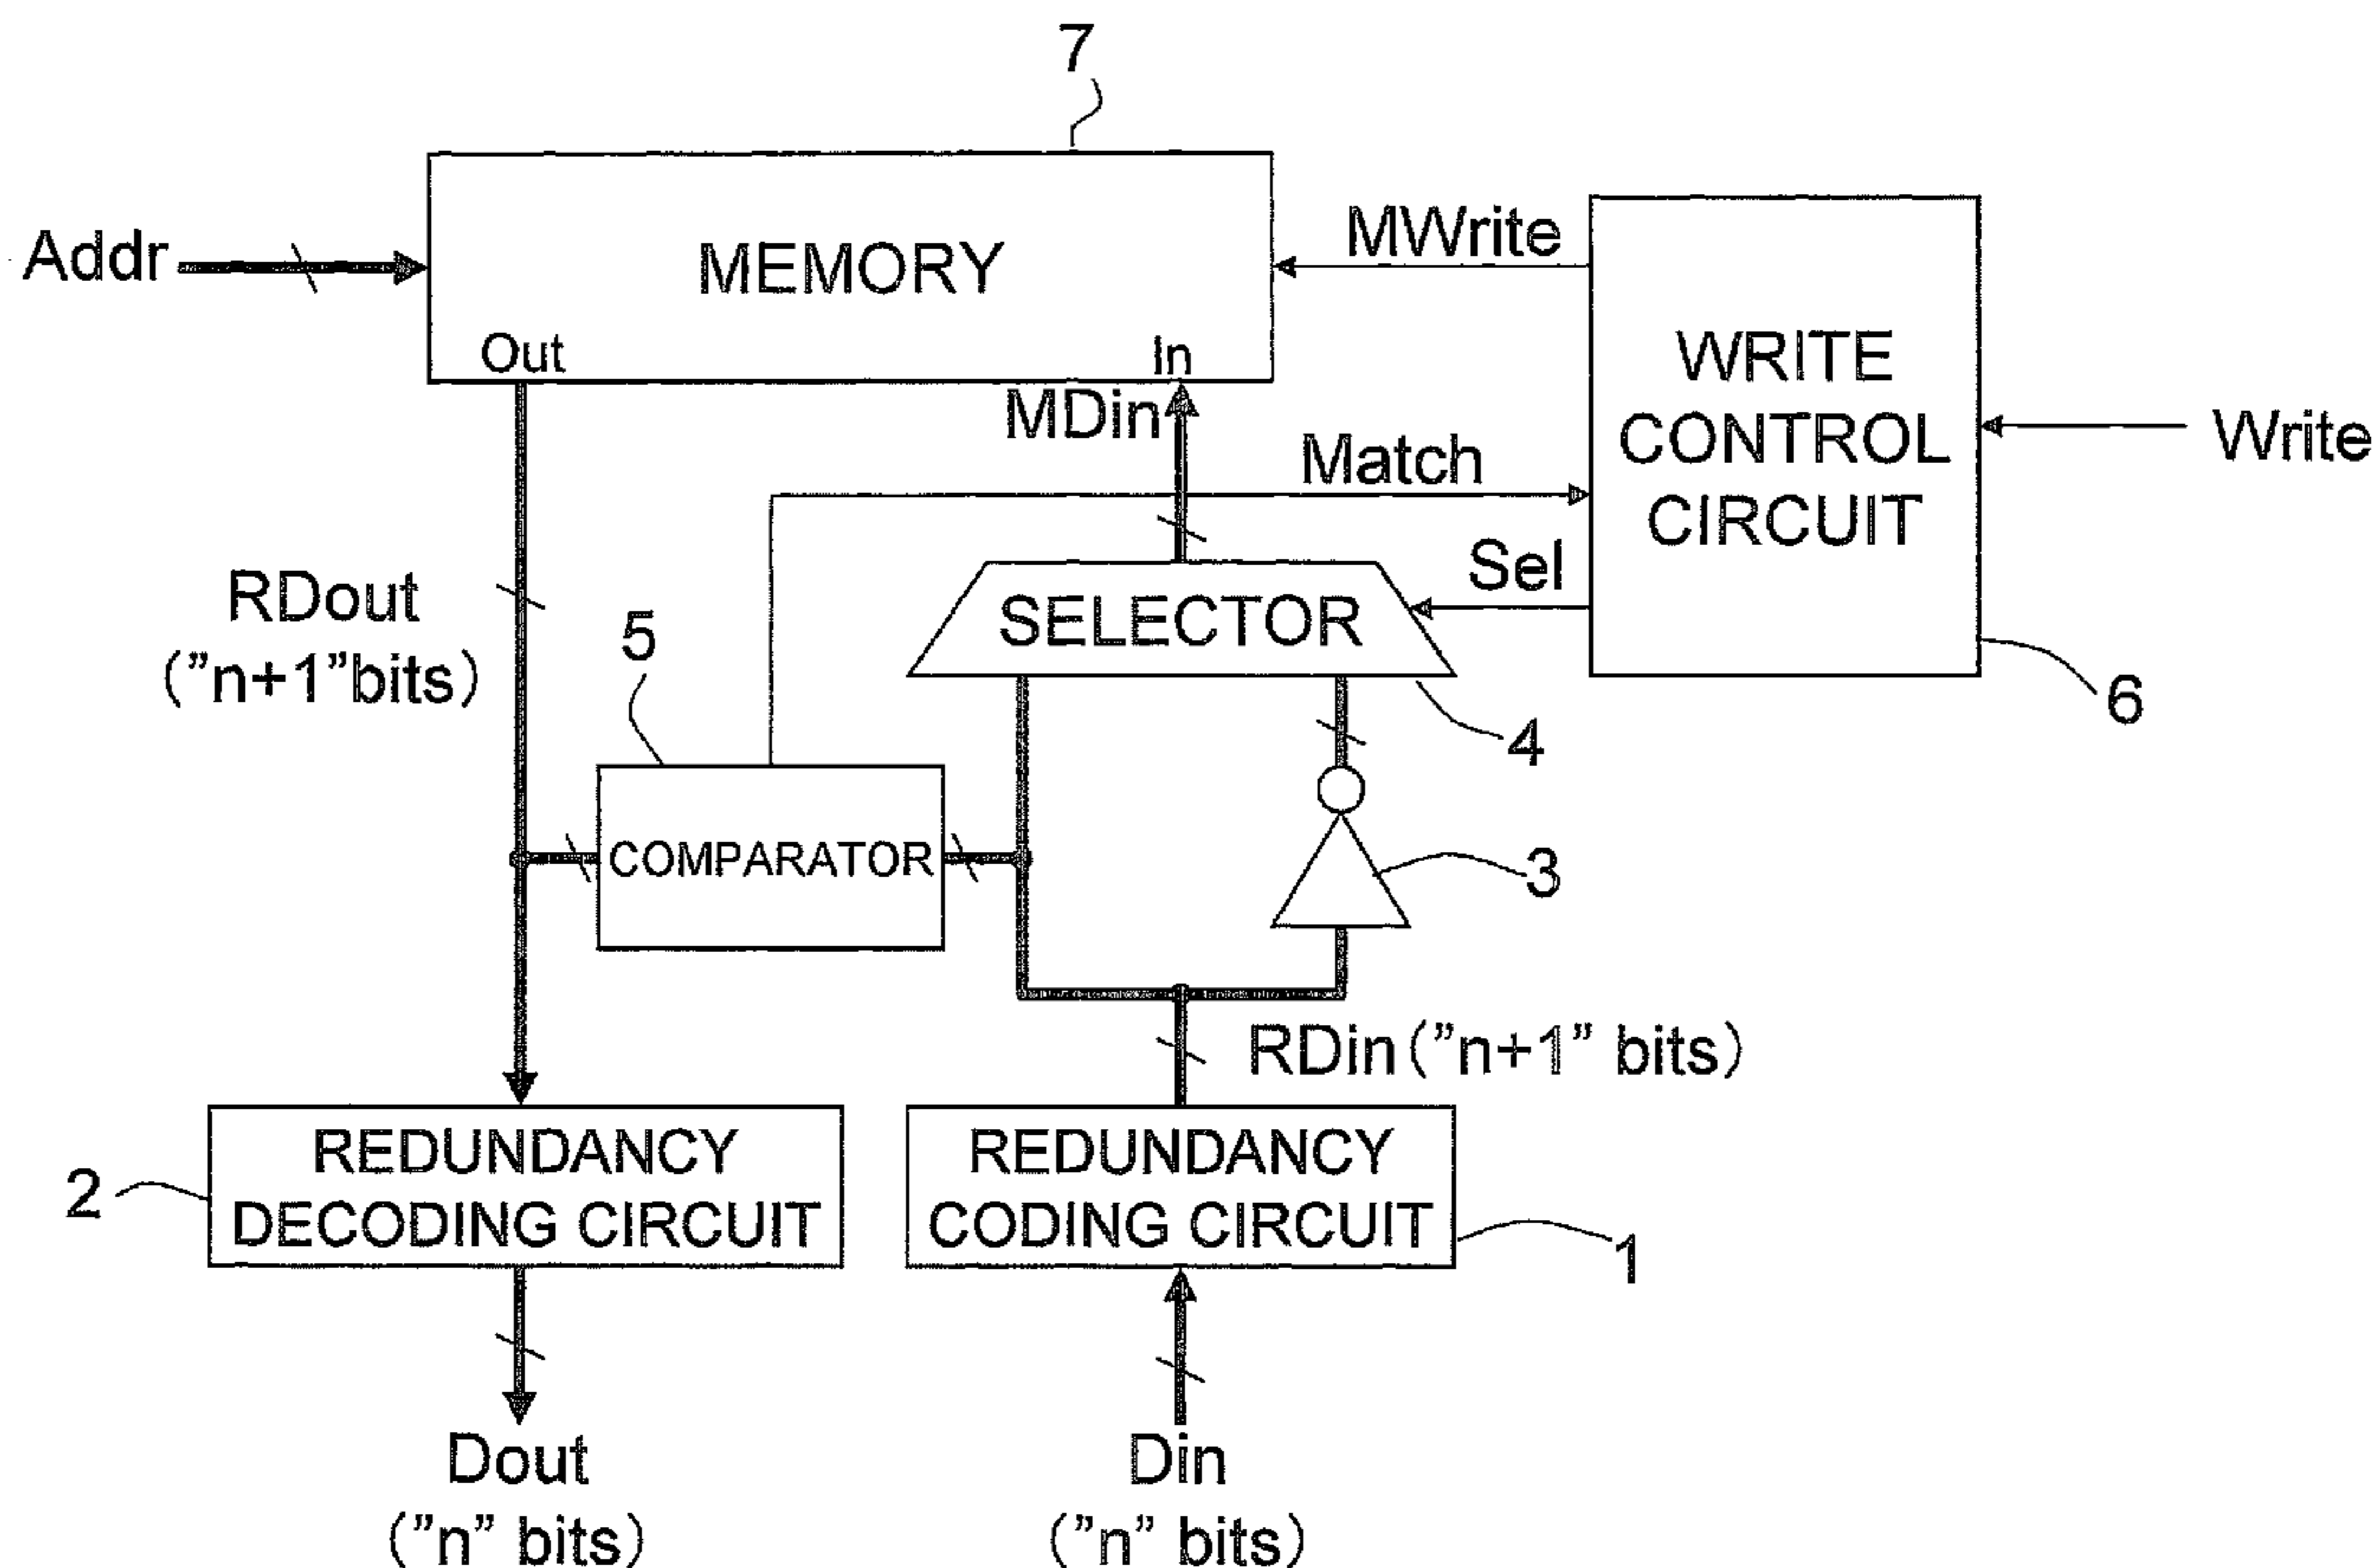 7
Addr
MEMORY
MWrite
Out
In
MDin
WRITE
CONTROL
CIRCUIT
Write
Match
Sel
RDout
(”n+1”bits)
5
SELECTOR
6
4
COMPARATOR
3
RDin(”n+1” bits)
2
REDUNDANCY
DECODING CIRCUIT
REDUNDANCY
CODING CIRCUIT
1
Dout
(”n” bits)
Din
(”n” bits)